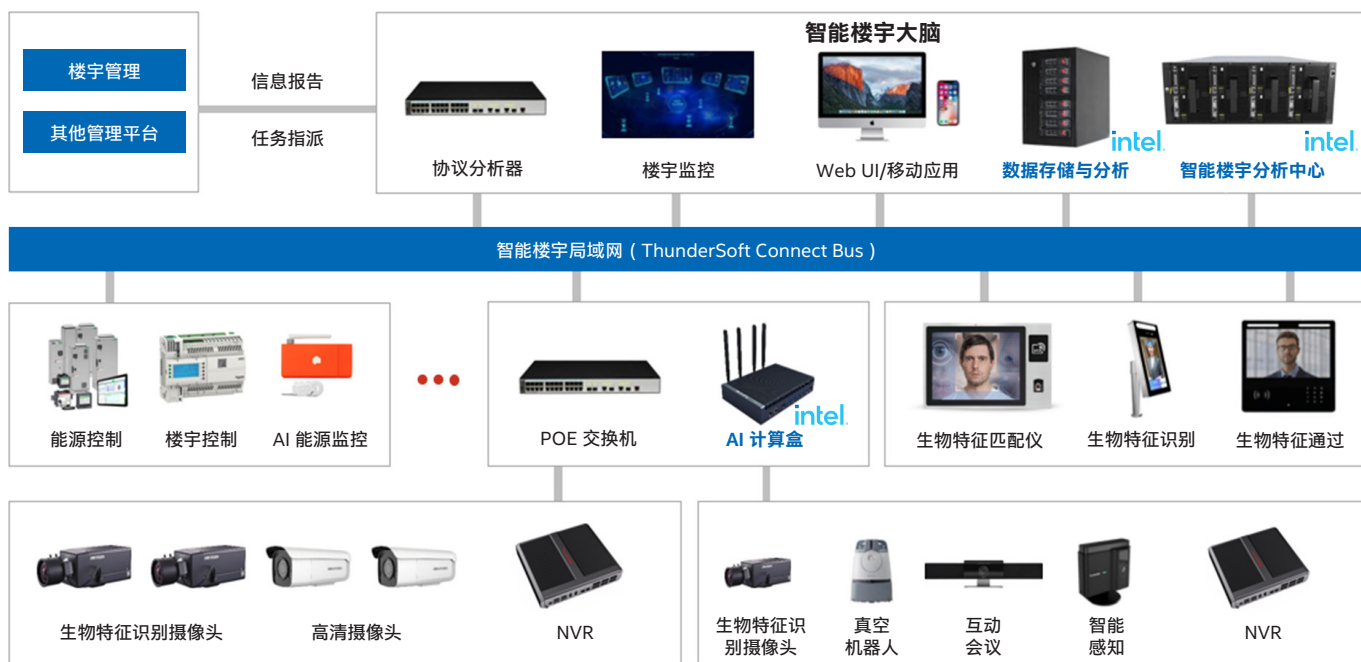 智能楼宇大脑
楼宇管理
其他管理平台
信息报告
任务指派
协议分析器
楼宇监控
Web UI/移动应用
intel.
数据存储与分析
intel.
智能楼宇分析中心
智能楼宇局域网 ( ThunderSoft Connect Bus )
能源控制
楼宇控制
AI 能源监控
POE 交换机
intel.
AI 计算盒
生物特征匹配仪
生物特征识别
生物特征通过
生物特征识别摄像头
高清摄像头
NVR
生物特征识
别摄像头
真空
机器人
互动
会议
智能
感知
NVR